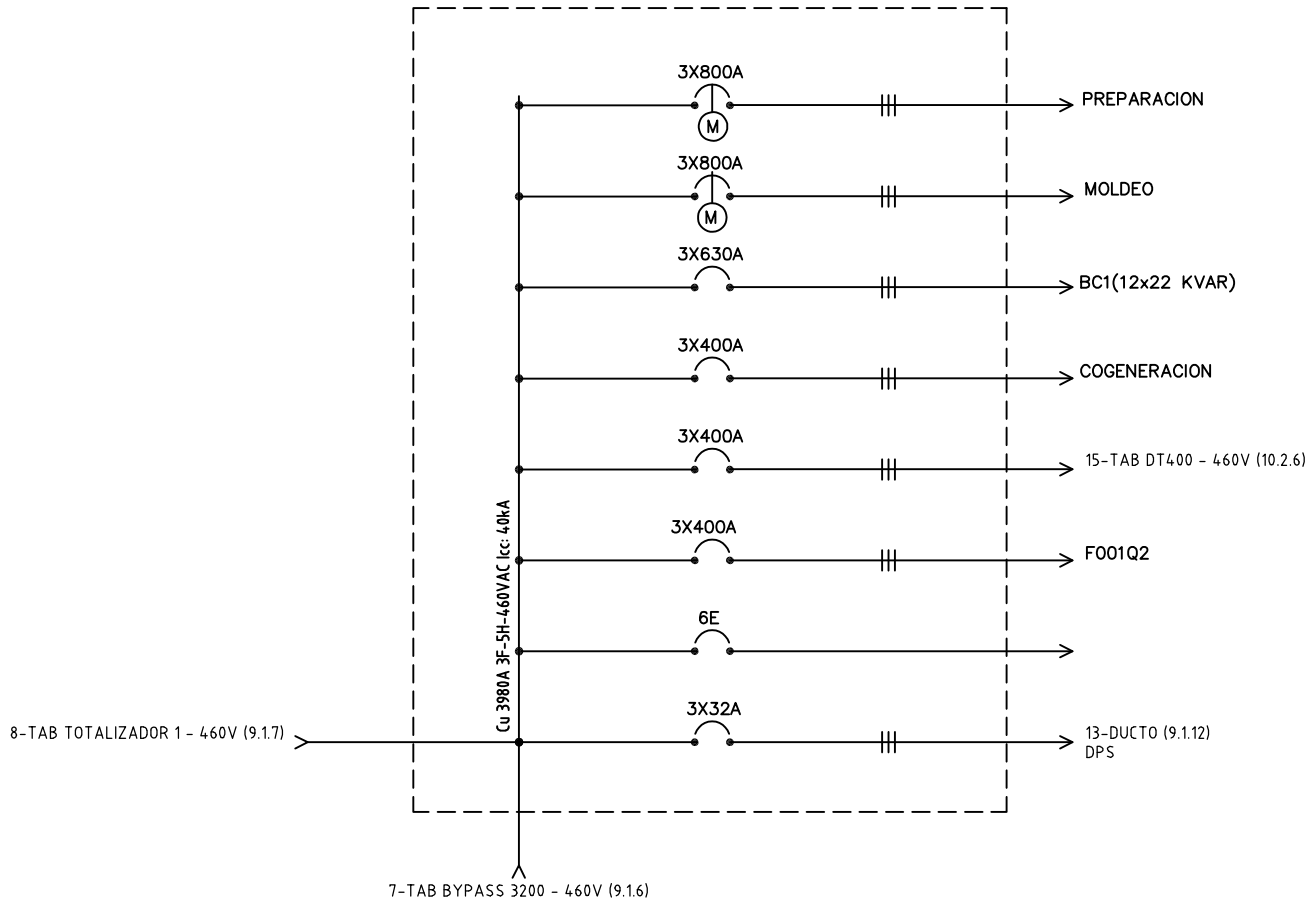 3X800A
PREPARACION
M
3X800A
MOLDEO
M
3X630A
BC1(12x22 KVAR)
3X400A
COGENERACION
3X400A
15-TAB DT400 - 460V (10.2.6)
3X400A
F001Q2
6E
Cu 3980A 3F-5H-460VAC Icc: 40kA
3X32A
8-TAB TOTALIZADOR 1 - 460V (9.1.7)
13-DUCTO (9.1.12)
DPS
7-TAB BYPASS 3200 - 460V (9.1.6)